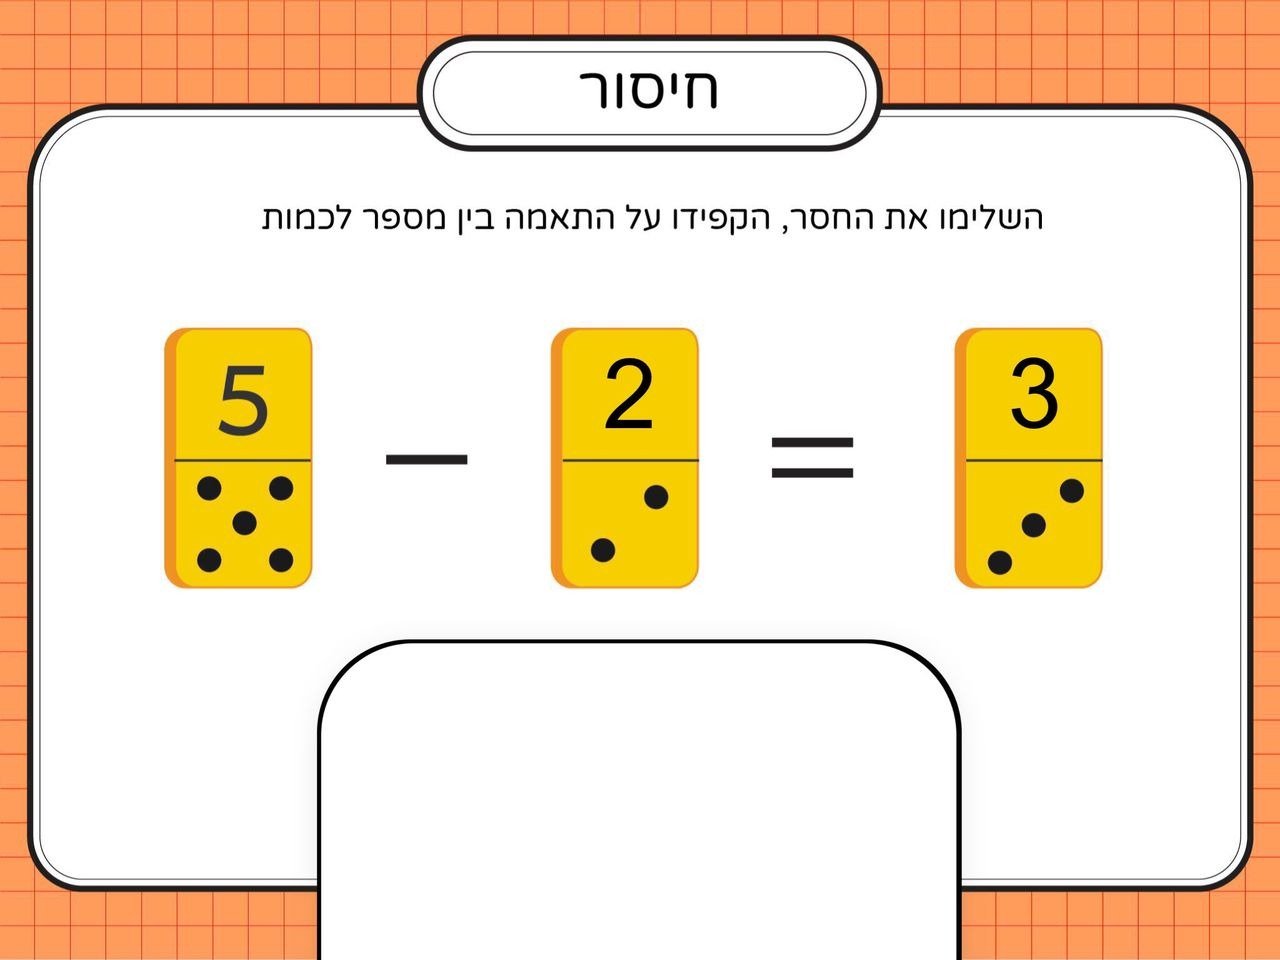 חיסור
השלימו את החסר, הקפידו על התאמה בין מספר לכמות
5 – 2 = 3